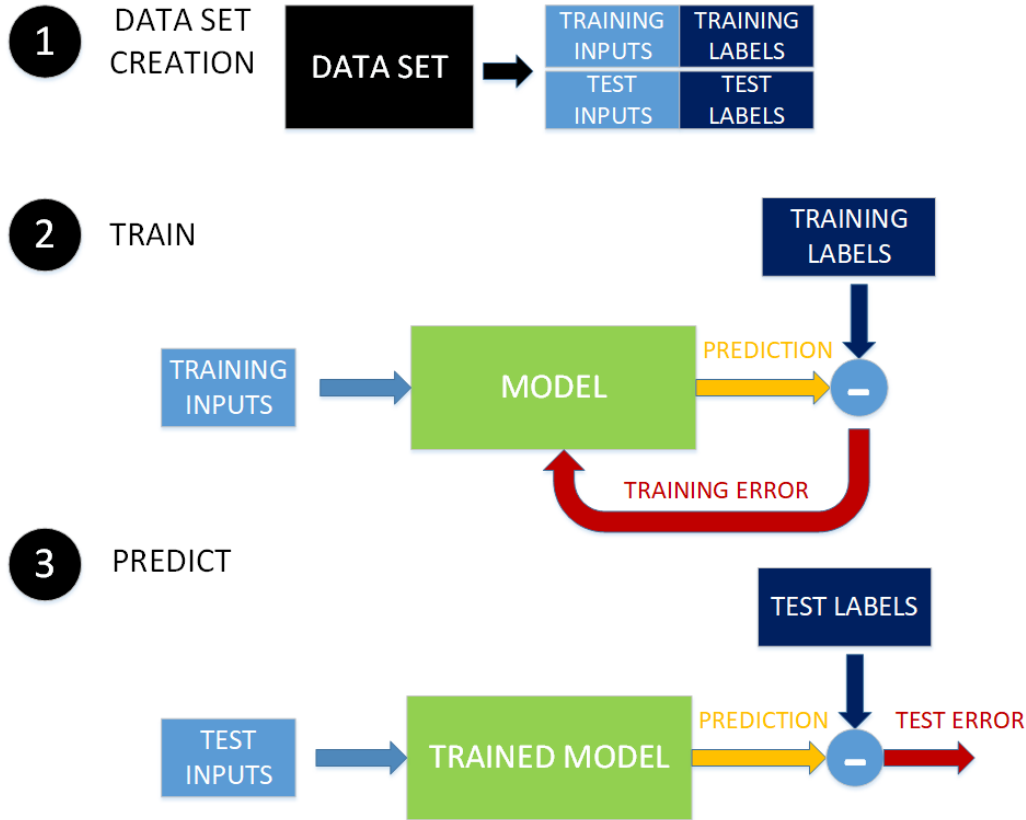 1
DATA SET
CREATION
DATA SET
TRAINING
INPUTS
TRAINING
LABELS
TEST
INPUTS
TEST
LABELS
2
TRAIN
TRAINING
LABELS
TRAINING
INPUTS
MODEL
PREDICTION
-
TRAINING ERROR
3
PREDICT
TEST LABELS
TEST
INPUTS
TRAINED MODEL
PREDICTION
-
TEST ERROR